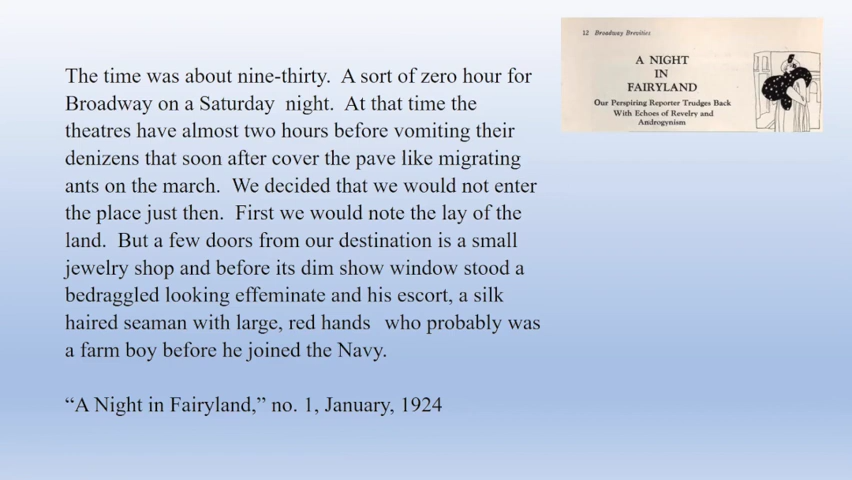 The time was about nine-thirty.  A sort of zero hour for
Broadway on a Saturday  night.  At that time the
theatres have almost two hours before vomiting their
denizens that soon after cover the pave like migrating
ants on the march.  We decided that we would not enter
the place just then.  First we would note the lay of the
land.  But a few doors from our destination is a small
jewelry shop and before its dim show window stood a
bedraggled looking effeminate and his escort, a silk
haired seaman with large, red hands   who probably was
a farm boy before he joined the Navy.
“A Night in Fairyland,” no. 1, January, 1924
12 Broadway Brevities
A NIGHT
IN
FAIRYLAND
Our Perspiring Reporter Trudges Back
With Echoes of Revelry and
Androgynism